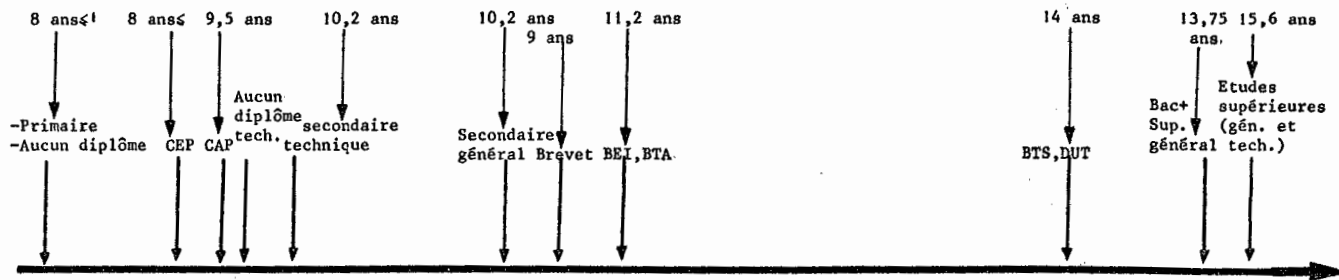 8 ans≤ 8 ans≤ 9,5 ans 10,2 ans 10,2 ans 11,2 ans 14 ans 13,75 15,6 ans
9 ans ans.
Etudes
Aucun Bac+ supérieures
diplôme Sup. (gén. et
-Primaire tech. secondaire Secondaire général tech.)
-Aucun diplôme CEP CAP technique général Brevet BEI,BTA. BTS,DUT